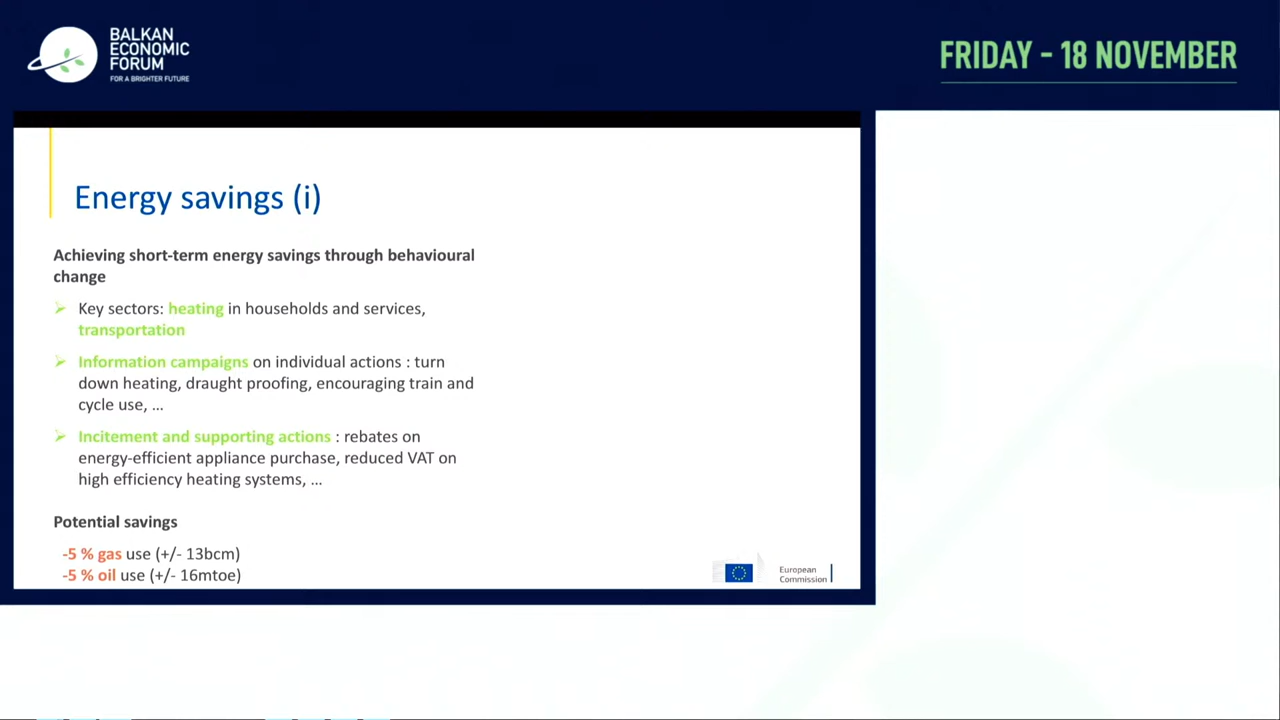 BALKAN
ECONOMIC
FORUM
FOR A BRIGHTER FUTURE
FRIDAY - 18 NOVEMBER
Energy savings (i)
Achieving short-term energy savings through behavioural
change
Key sectors: heating in households and services,
transportation
Information campaigns on individual actions : turn
down heating, draught proofing, encouraging train and
cycle use, ...
Incitement and supporting actions : rebates on
energy-efficient appliance purchase, reduced VAT on
high efficiency heating systems, ...
Potential savings
-5 % gas use (+/- 13bcm)
-5 % oil use (+/- 16mtoe)
European
Commission